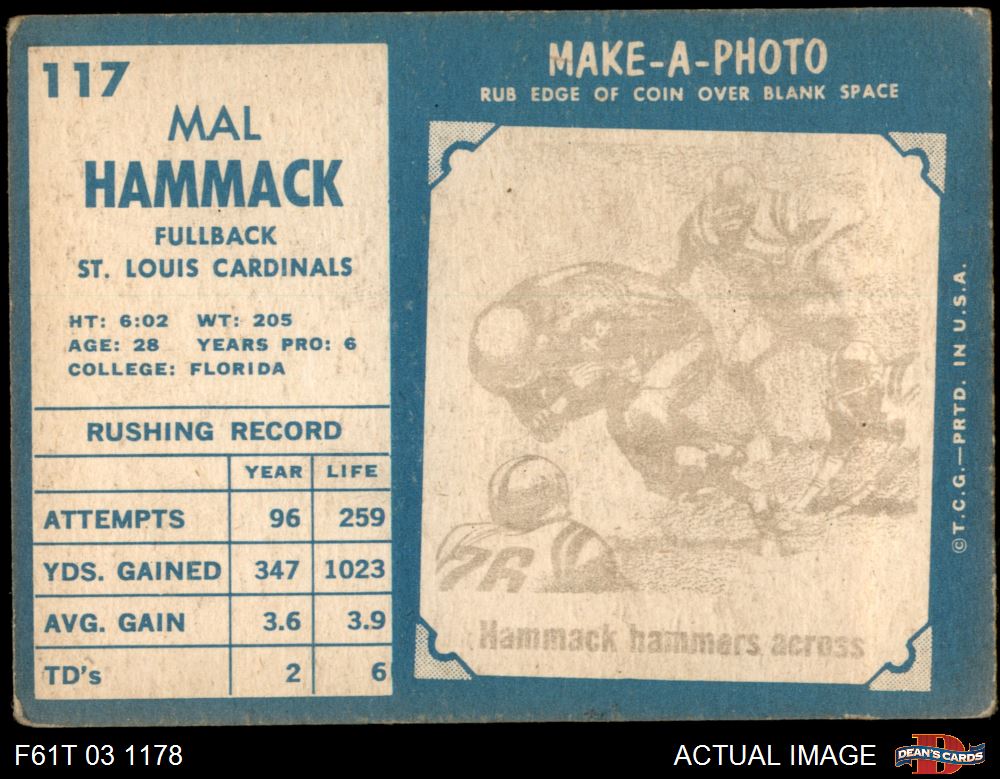 117
MAL
HAMMACK
FULLBACK
ST. LOUIS CARDINALS
HT: 6:02 WT: 205
AGE: 28 YEARS PRO: 6
COLLEGE: FLORIDA
RUSHING RECORD
YEAR LIFE
ATTEMPTS 96 259
YDS. GAINED 347 1023
AVG. GAIN 3.6 3.9
TD's 2 6
MAKE-A-PHOTO
RUB EDGE OF COIN OVER BLANK SPACE
76
Hammack hammers across
©T.C.G.—PRTD. IN U.S.A.
F61T 03 1178
ACTUAL IMAGE
D
DEAN'S CARDS